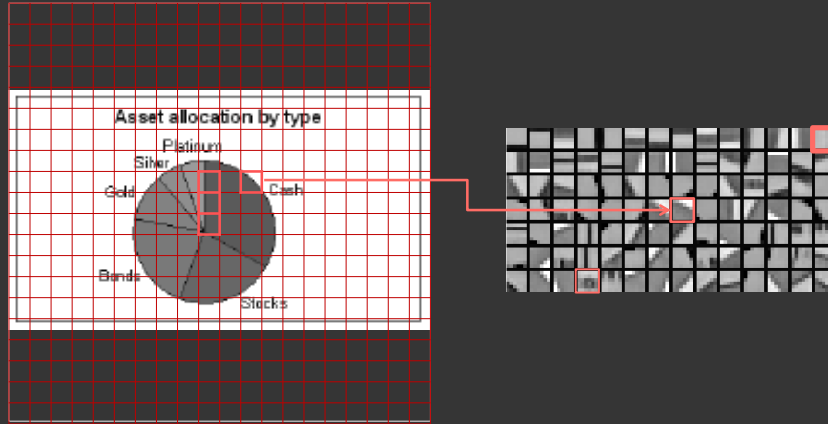 Asset allocation by type
Platinum
Silver
Gold
Cash
Bonds
Stocks